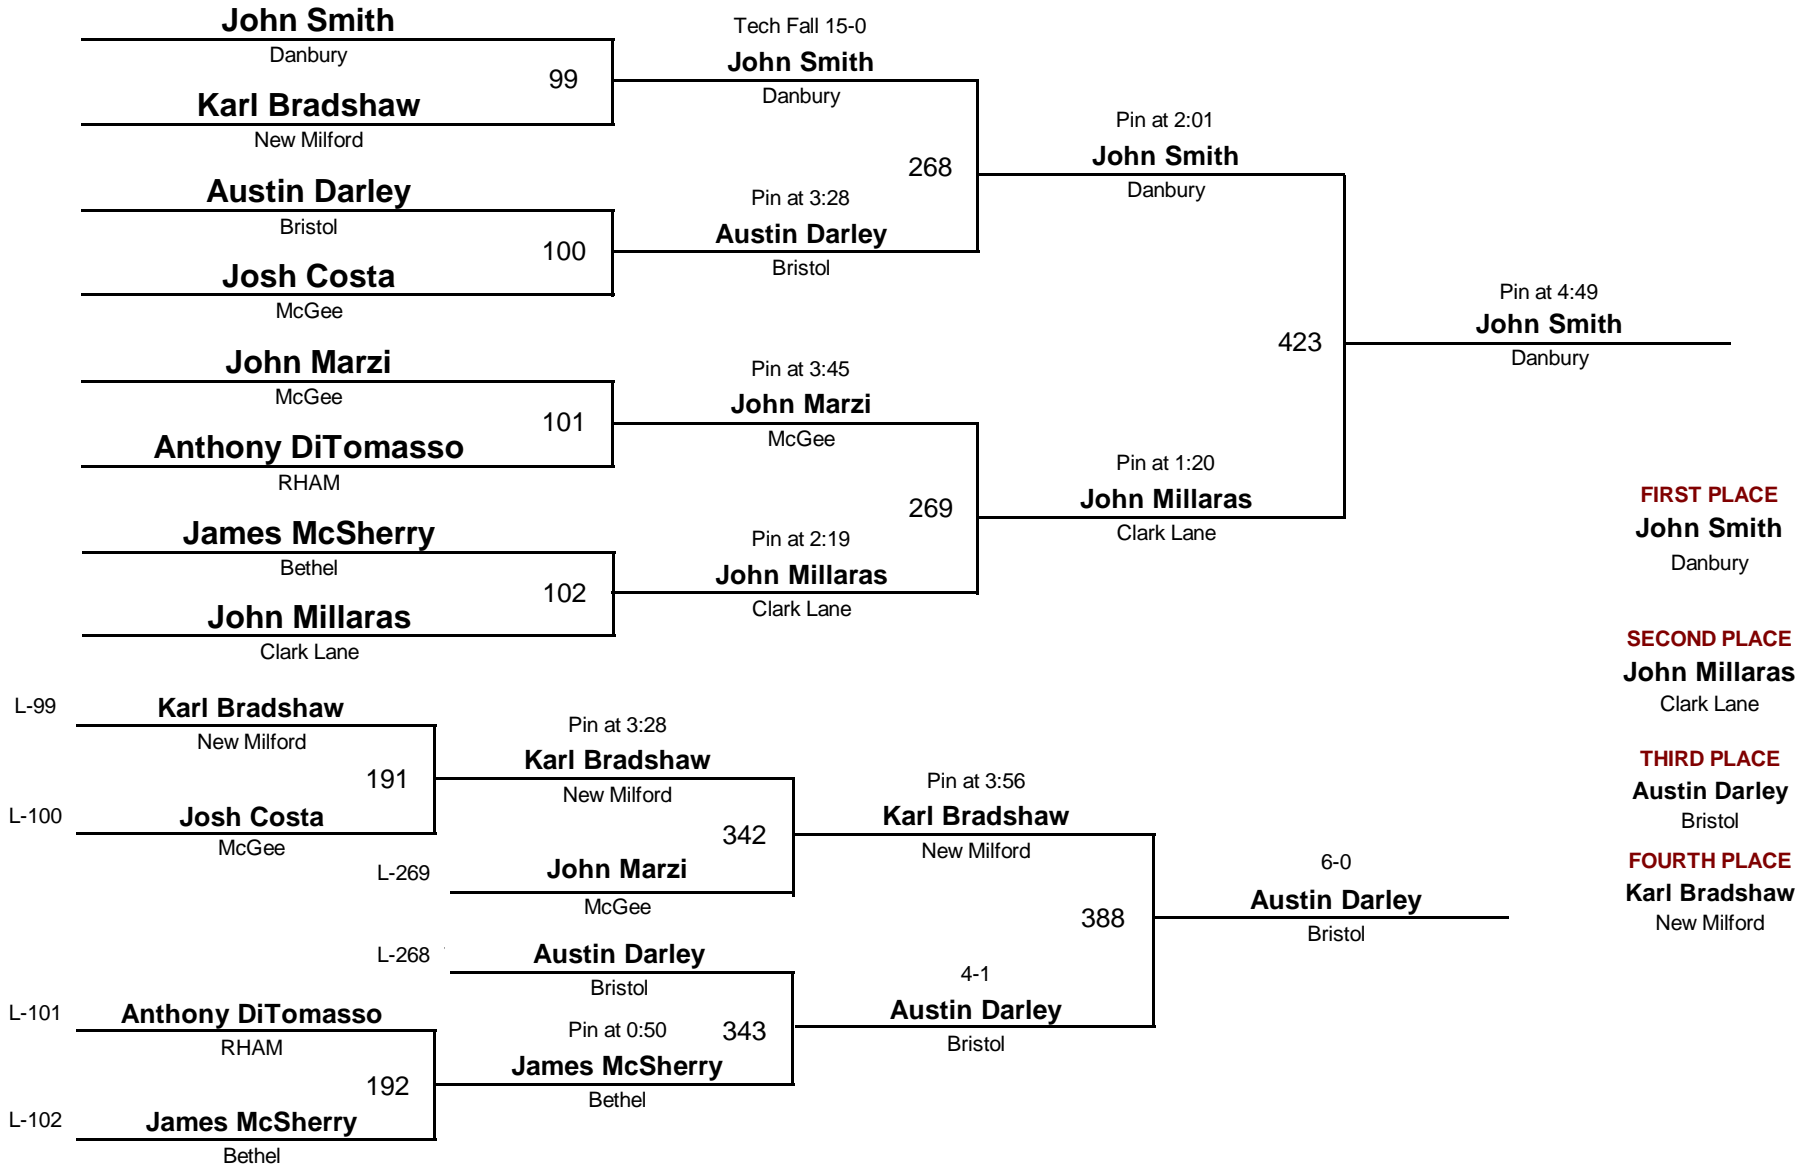 John Smith
Danbury
99
Karl Bradshaw
New Milford
Austin Darley
Bristol
100
Josh Costa
McGee
John Marzi
McGee
101
Anthony DiTomasso
RHAM
James McSherry
Bethel
102
John Millaras
Clark Lane
Tech Fall 15-0
John Smith
Danbury
268
Pin at 3:28
Austin Darley
Bristol
Pin at 3:45
John Marzi
McGee
269
Pin at 2:19
John Millaras
Clark Lane
Pin at 2:01
John Smith
Danbury
423
Pin at 1:20
John Millaras
Clark Lane
Pin at 4:49
John Smith
Danbury
L-99
Karl Bradshaw
New Milford
191
L-100
Josh Costa
McGee
L-101
Anthony DiTomasso
RHAM
192
L-102
James McSherry
Bethel
Pin at 3:28
Karl Bradshaw
New Milford
342
L-269
John Marzi
McGee
L-268
Austin Darley
Bristol
343
Pin at 0:50
James McSherry
Bethel
Pin at 3:56
Karl Bradshaw
New Milford
388
4-1
Austin Darley
Bristol
6-0
Austin Darley
Bristol
FIRST PLACE
John Smith
Danbury
SECOND PLACE
John Millaras
Clark Lane
THIRD PLACE
Austin Darley
Bristol
FOURTH PLACE
Karl Bradshaw
New Milford